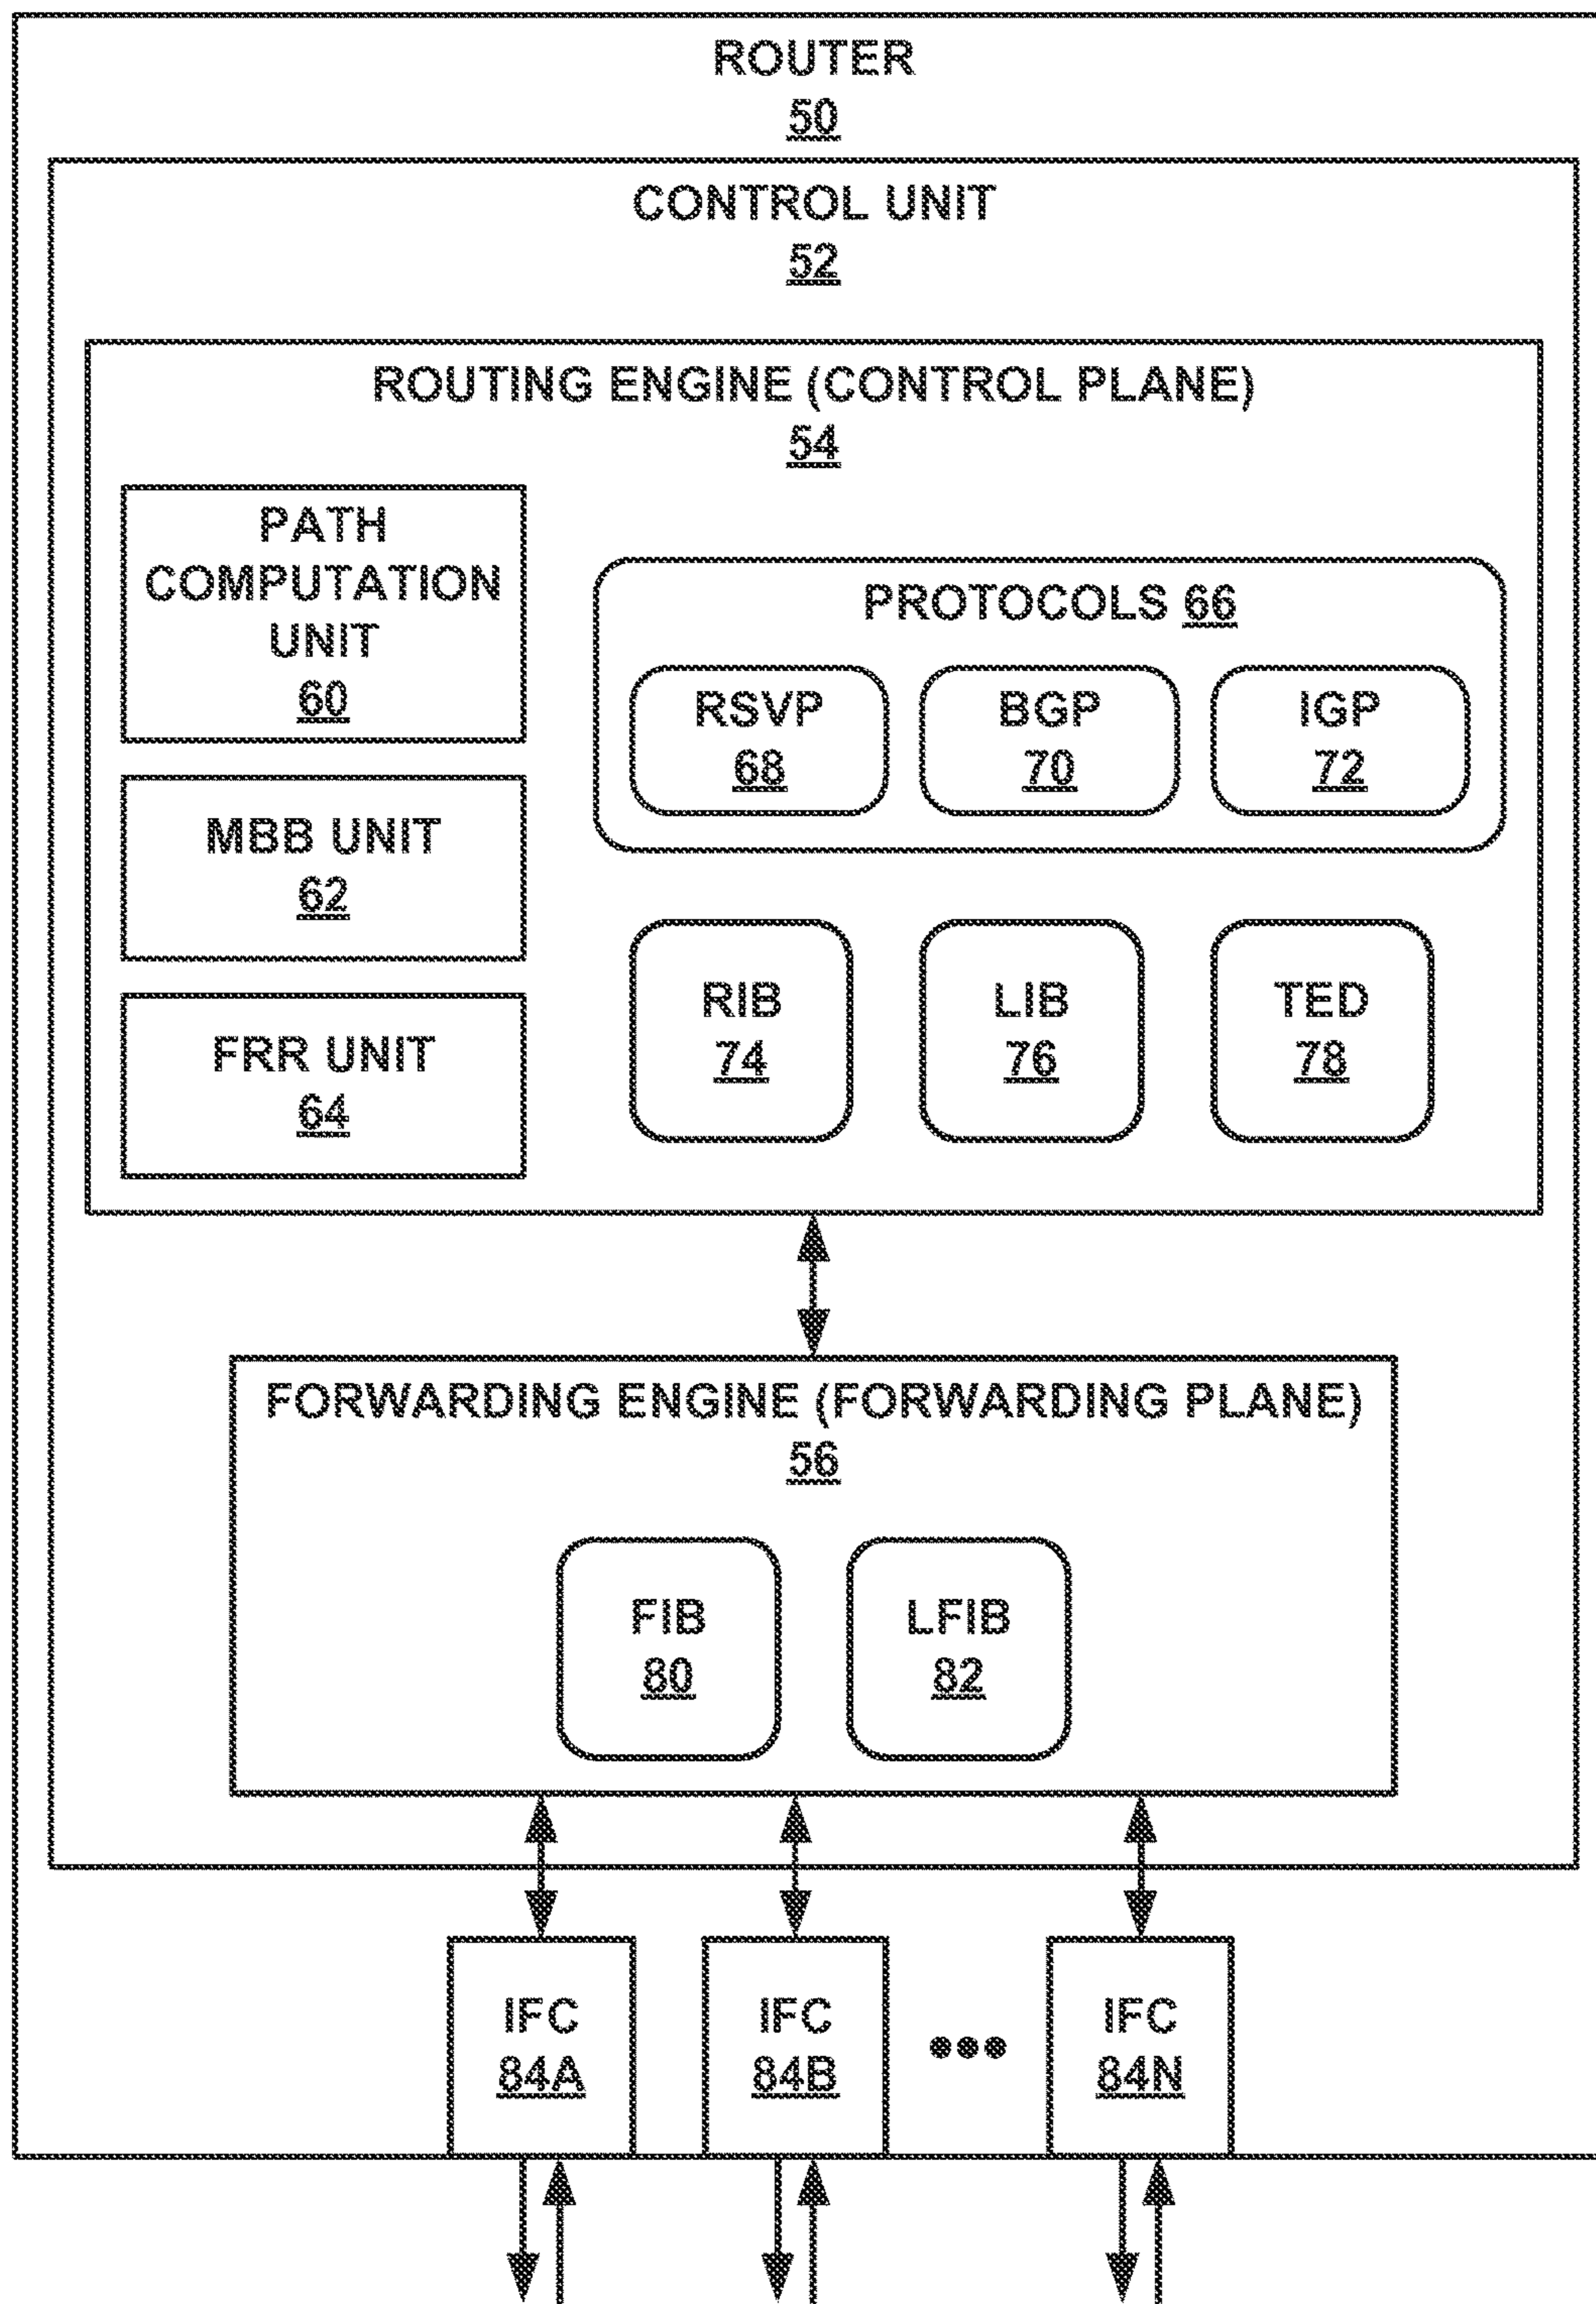 ROUTER
50
CONTROL UNIT
52
ROUTING ENGINE (CONTROL PLANE)
54
PATH
COMPUTATION
UNIT
60
MBB UNIT
62
FRR UNIT
64
PROTOCOLS 66
RSVP
68
BGP
70
IGP
72
RIB
74
LIB
76
TED
78
FORWARDING ENGINE (FORWARDING PLANE)
56
FIB
80
LFIB
82
IFC
84A
IFC
84B
•••
IFC
84N